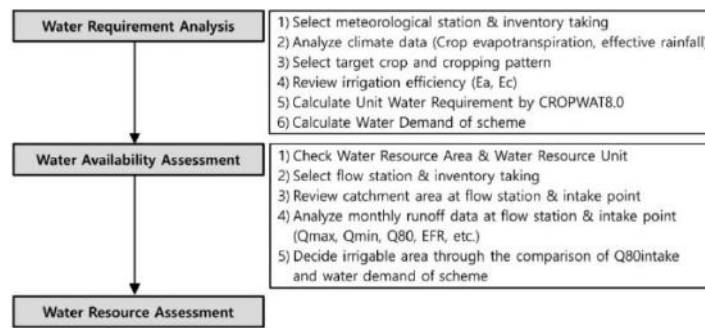 Water Requirement Analysis
1) Select meteorological station & inventory taking
2) Analyze climate data (Crop evapotranspiration, effective rainfall)
3) Select target crop and cropping pattern
4) Review irrigation efficiency (Ea, Ec)
5) Calculate Unit Water Requirement by CROPWAT8.0
6) Calculate Water Demand of scheme
Water Availability Assessment
1) Check Water Resource Area & Water Resource Unit
2) Select flow station & inventory taking
3) Review catchment area at flow station & intake point
4) Analyze monthly runoff data at flow station & intake point
(Qmax, Qmin, Q80, EFR, etc.)
5) Decide irrigable area through the comparison of Q80intake
and water demand of scheme
Water Resource Assessment